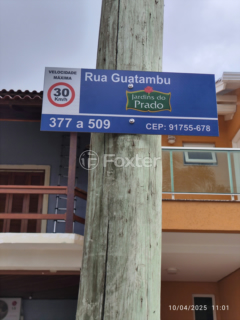 VELOCIDADE
MÁXIMA
30
km/h
Rua Guatambu
Jardins do
Prado
377 a 509
CEP: 91755-678
Foxter
10/04/2025 11:01